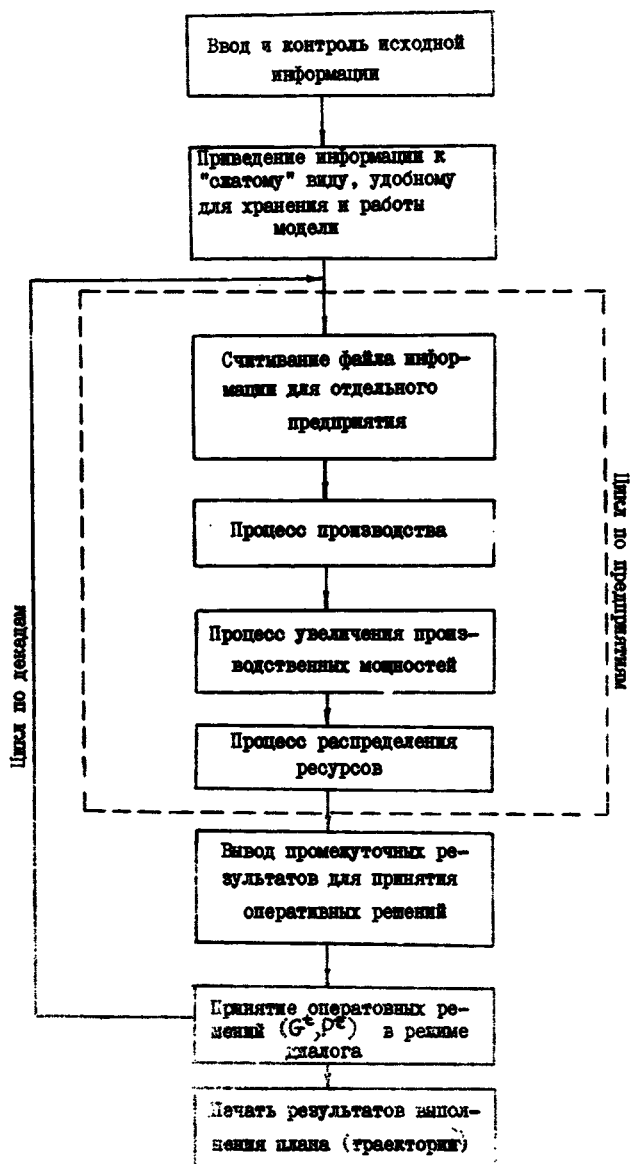 Ввод и контроль исходной
информации
Приведение информации к
"сжатому" виду, удобному
для хранения и работы
модели
Считывание файла инфор-
мации для отдельного
предприятия
Процесс производства
Процесс увеличения произ-
водственных мощностей
Процесс распределения
ресурсов
Цикл по предприятиям
Цикл по декадам
Вывод промежуточных ре-
зультатов для принятия
оперативных решений
Принятие оператовных ре-
шений (G^t, P^t) в режиме
диалога
Печать результатов выпол-
нения плана (траектории)